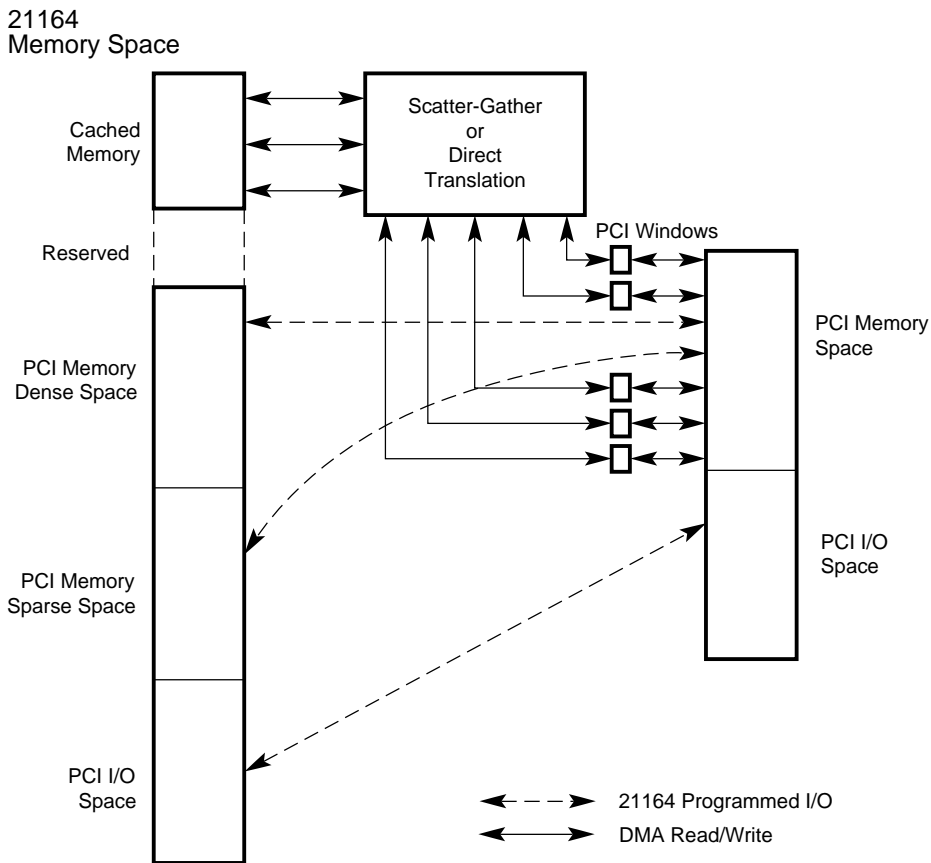 21164
Memory Space
Cached
Memory
Scatter-Gather
or
Direct
Translation
Reserved
PCI Windows
PCI Memory
Dense Space
PCI Memory
Space
PCI Memory
Sparse Space
PCI I/O
Space
PCI I/O
Space
21164 Programmed I/O
DMA Read/Write